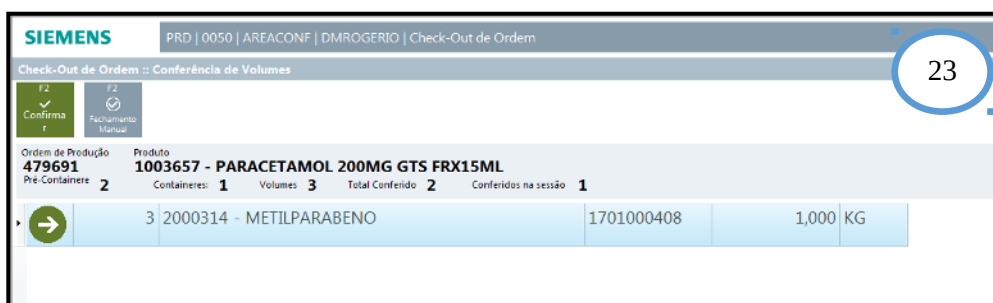 SIEMENS PRD | 0050 | AREACONF | DMROGERIO | Check-Out de Ordem
Check-Out de Ordem :: Conferência de Volumes
23
F2 F2
Confirma Fechamento
r Manual
Ordem de Produção Produto
479691 1003657 - PARACETAMOL 200MG GTS FRX15ML
Pré-Containere 2 Containeres: 1 Volumes 3 Total Conferido 2 Conferidos na sessão 1
3 2000314 - METILPARABENO 1701000408 1,000 KG